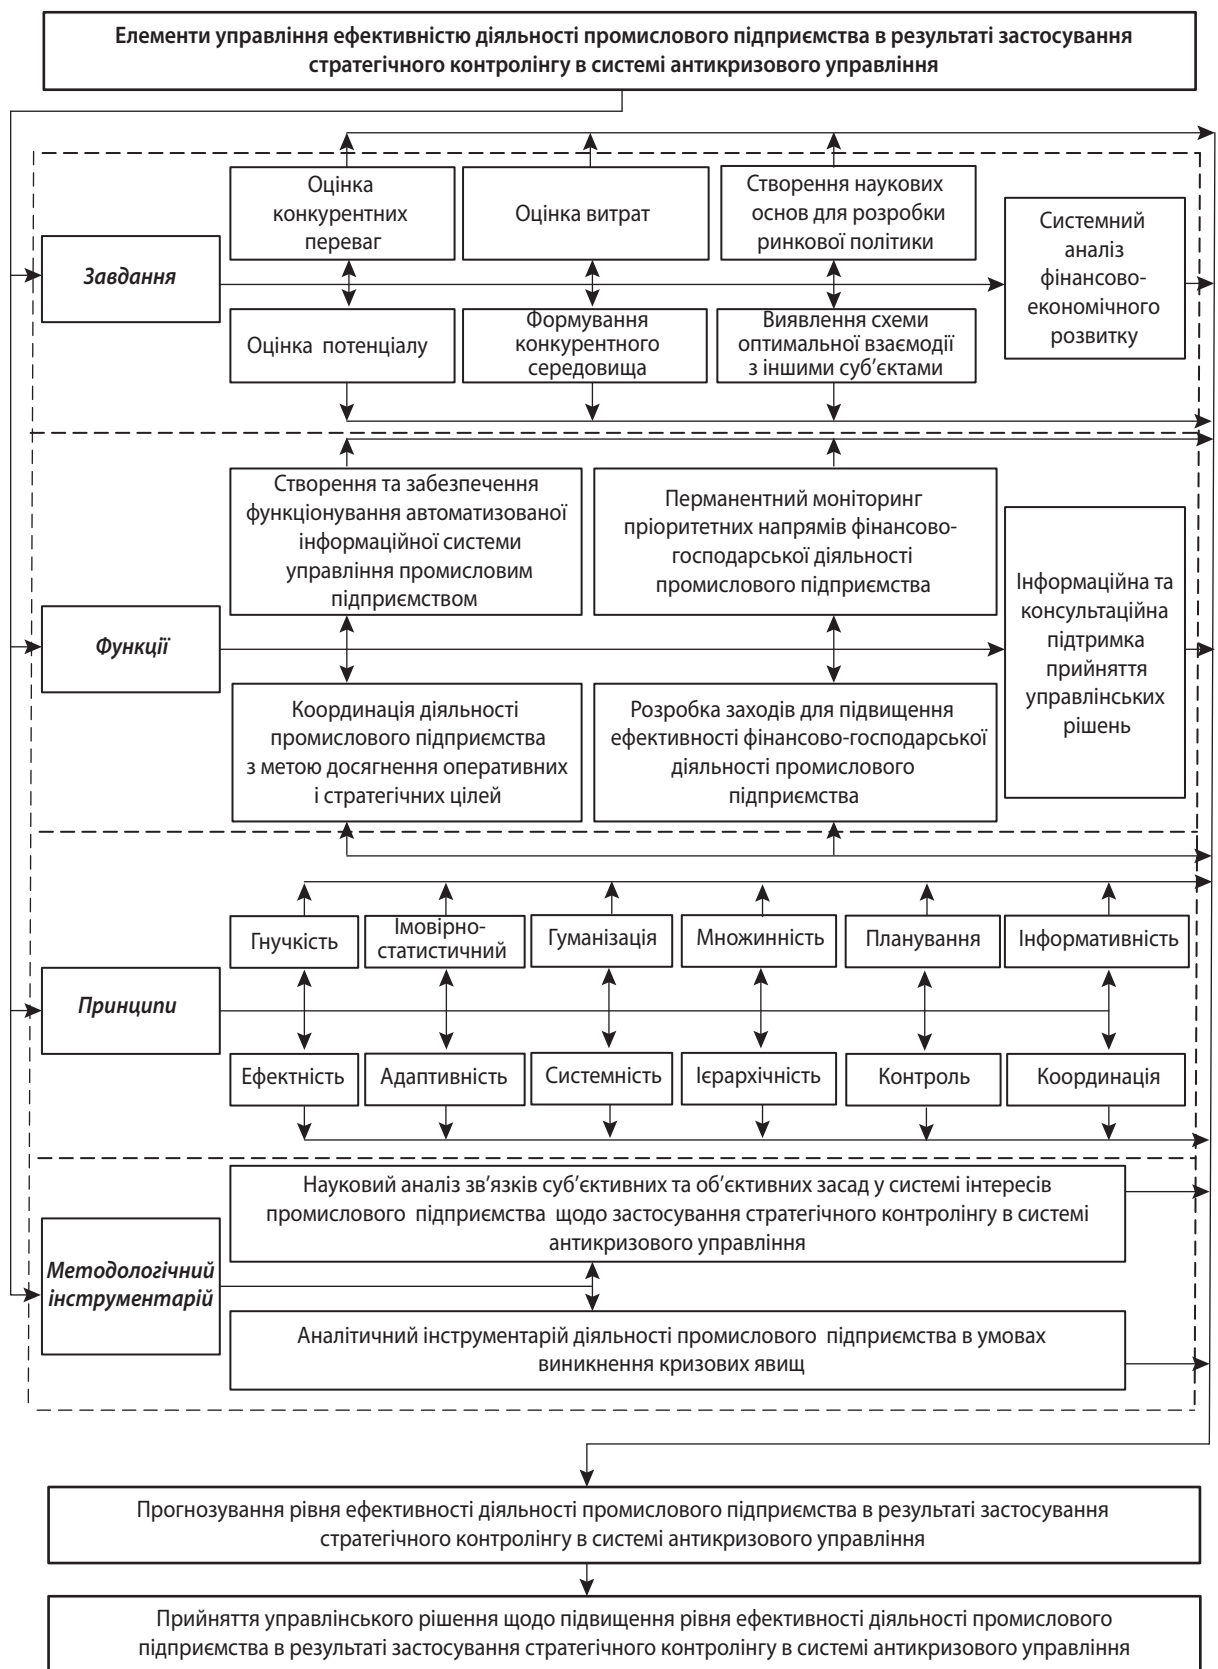 Елементи управління ефективністю діяльності промислового підприємства в результаті застосування
стратегічного контролінгу в системі антикризового управління
Завдання
Оцінка
конкурентних
переваг
Оцінка витрат
Створення наукових
основ для розробки
ринкової політики
Системний
аналіз
фінансово-
економічного
розвитку
Оцінка потенціалу
Формування
конкурентного
середовища
Виявлення схеми
оптимальної взаємодії
з іншими суб’єктами
Функції
Створення та забезпечення
функціонування автоматизованої
інформаційної системи
управління промисловим
підприємством
Перманентний моніторинг
пріоритетних напрямів фінансово-
господарської діяльності
промислового підприємства
Інформаційна та
консультаційна
підтримка
прийняття
управлінських
рішень
Координація діяльності
промислового підприємства
з метою досягнення оперативних
і стратегічних цілей
Розробка заходів для підвищення
ефективності фінансово-господарської
діяльності промислового
підприємства
Принципи
Гнучкість
Імовірно-
статистичний
Гуманізація
Множинність
Планування
Інформативність
Ефектність
Адаптивність
Системність
Ієрархічність
Контроль
Координація
Методологічний
інструментарій
Науковий аналіз зв’язків суб’єктивних та об’єктивних засад у системі інтересів
промислового підприємства щодо застосування стратегічного контролінгу в системі
антикризового управління
Аналітичний інструментарій діяльності промислового підприємства в умовах
виникнення кризових явищ
Прогнозування рівня ефективності діяльності промислового підприємства в результаті застосування
стратегічного контролінгу в системі антикризового управління
Прийняття управлінського рішення щодо підвищення рівня ефективності діяльності промислового
підприємства в результаті застосування стратегічного контролінгу в системі антикризового управління